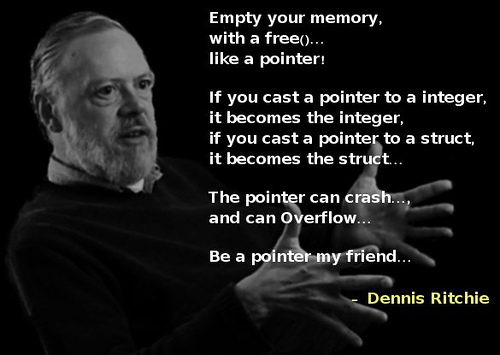 Empty your memory,
with a free()...
like a pointer!
If you cast a pointer to a integer,
it becomes the integer,
if you cast a pointer to a struct,
it becomes the struct...
The pointer can crash...,
and can Overflow...
Be a pointer my friend...
– Dennis Ritchie